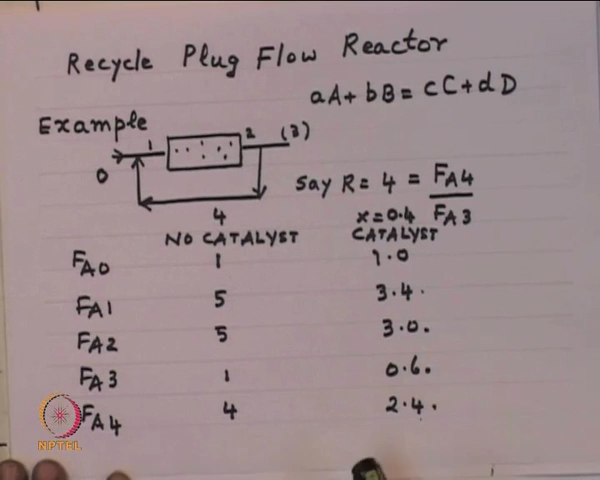 Recycle Plug Flow Reactor
aA + bB = cC + dD
Example
1 2 (3)
0
4
say R = 4 = FA4 / FA3
x = 0.4
NO CATALYST CATALYST
FA0 1 1.0
FA1 5 3.4.
FA2 5 3.0.
FA3 1 0.6.
FA4 4 2.4.
NPTEL